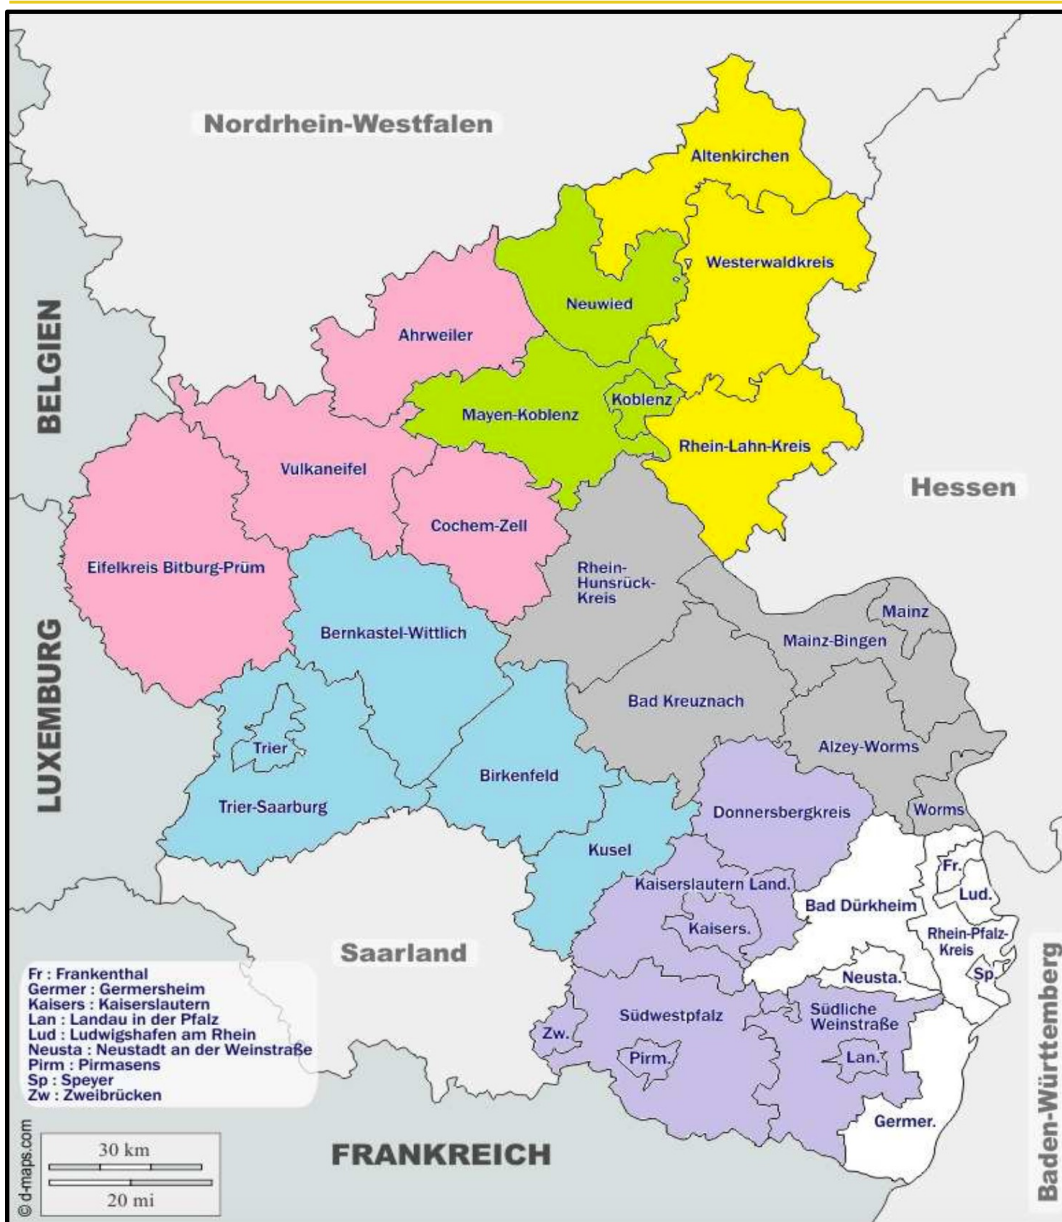 Nordrhein-Westfalen
Altenkirchen
Westerwaldkreis
Neuwied
BELGIEN
Ahrweiler
Koblenz
Mayen-Koblenz
Rhein-Lahn-Kreis
Vulkaneifel
Hessen
Cochem-Zell
Eifelkreis Bitburg-Prüm
Rhein-
Hunsrück-
Kreis
Mainz
Bernkastel-Wittlich
Mainz-Bingen
LUXEMBURG
Bad Kreuznach
Trier
Alzey-Worms
Birkenfeld
Trier-Saarburg
Donnersbergkreis
Worms
Kusel
Fr.
Kaiserslautern Land.
Lud.
Bad Dürkheim
Kaisers.
Rhein-Pfalz-
Kreis
Saarland
Sp.
Neusta.
Baden-Württemberg
Südwestpfalz
Südliche
Weinstraße
Zw.
Pirm.
Lan.
Germer.
Fr : Frankenthal
Germer : Germersheim
Kaisers : Kaiserslautern
Lan : Landau in der Pfalz
Lud : Ludwigshafen am Rhein
Neusta : Neustadt an der Weinstraße
Pirm : Pirmasens
Sp : Speyer
Zw : Zweibrücken
FRANKREICH
© d-maps.com
30 km
20 mi